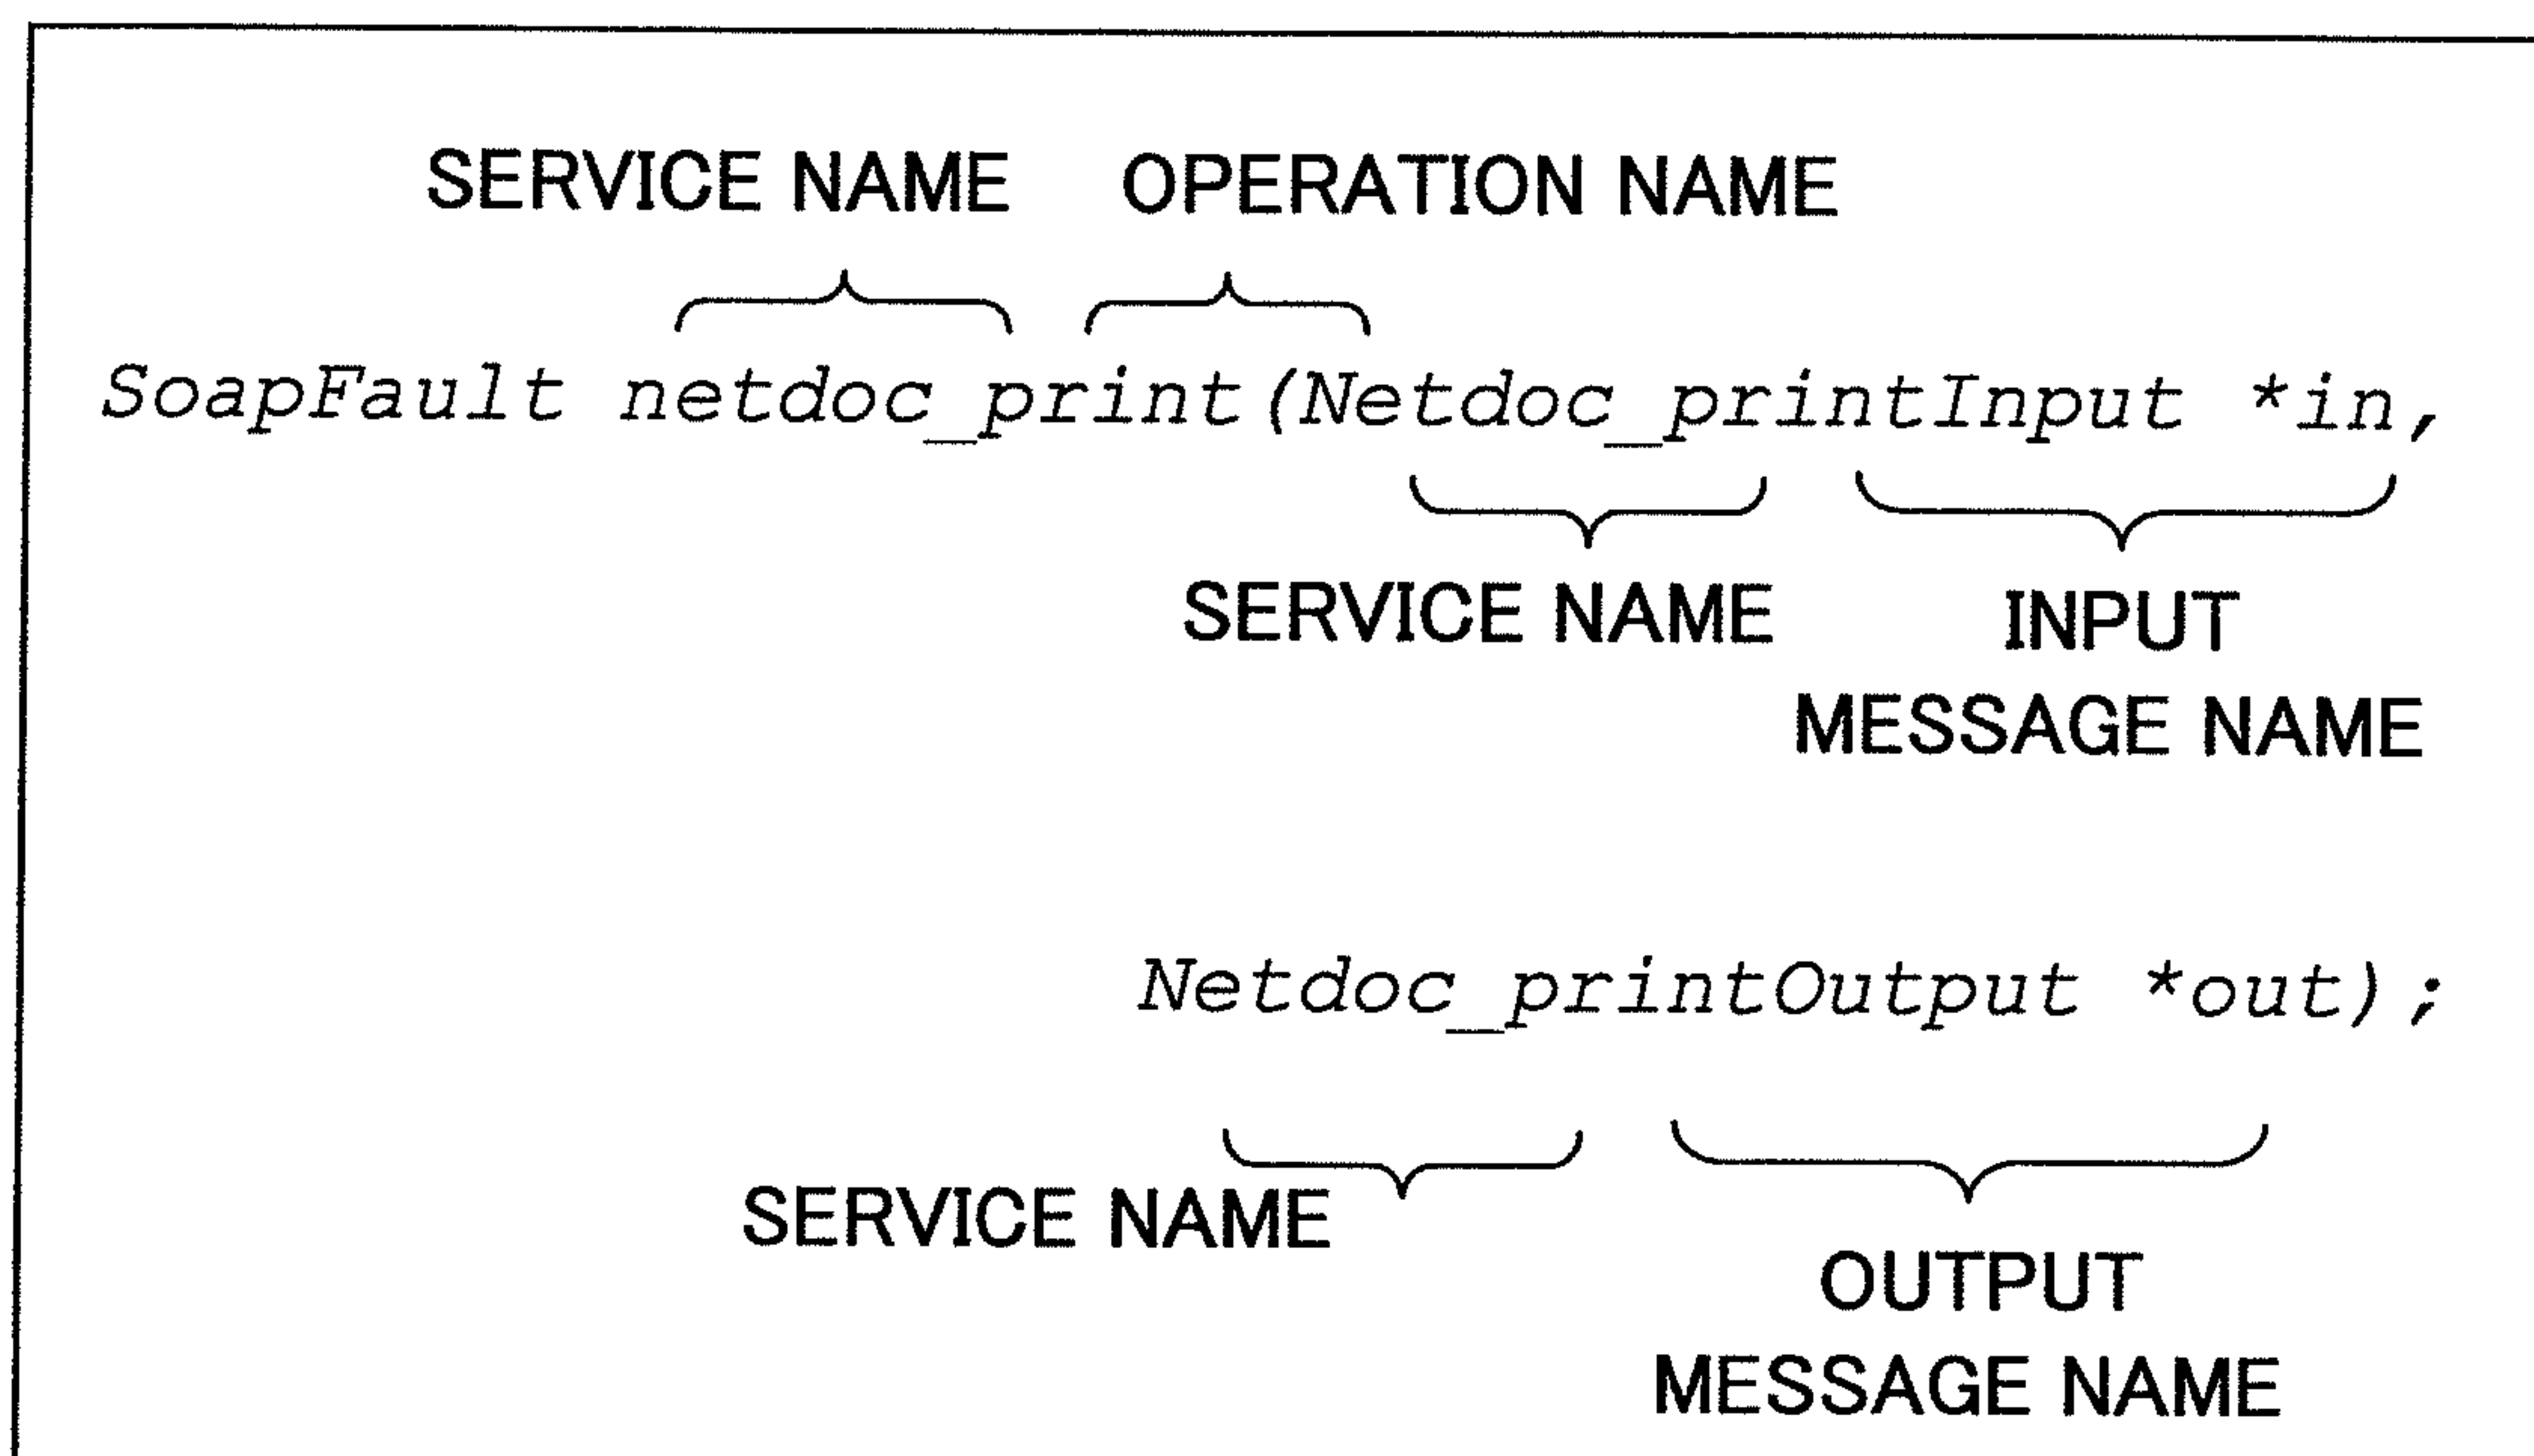 SERVICE NAME OPERATION NAME
SoapFault netdoc_print(Netdoc_printInput *in,
SERVICE NAME INPUT
MESSAGE NAME
Netdoc_printOutput *out);
SERVICE NAME
OUTPUT
MESSAGE NAME